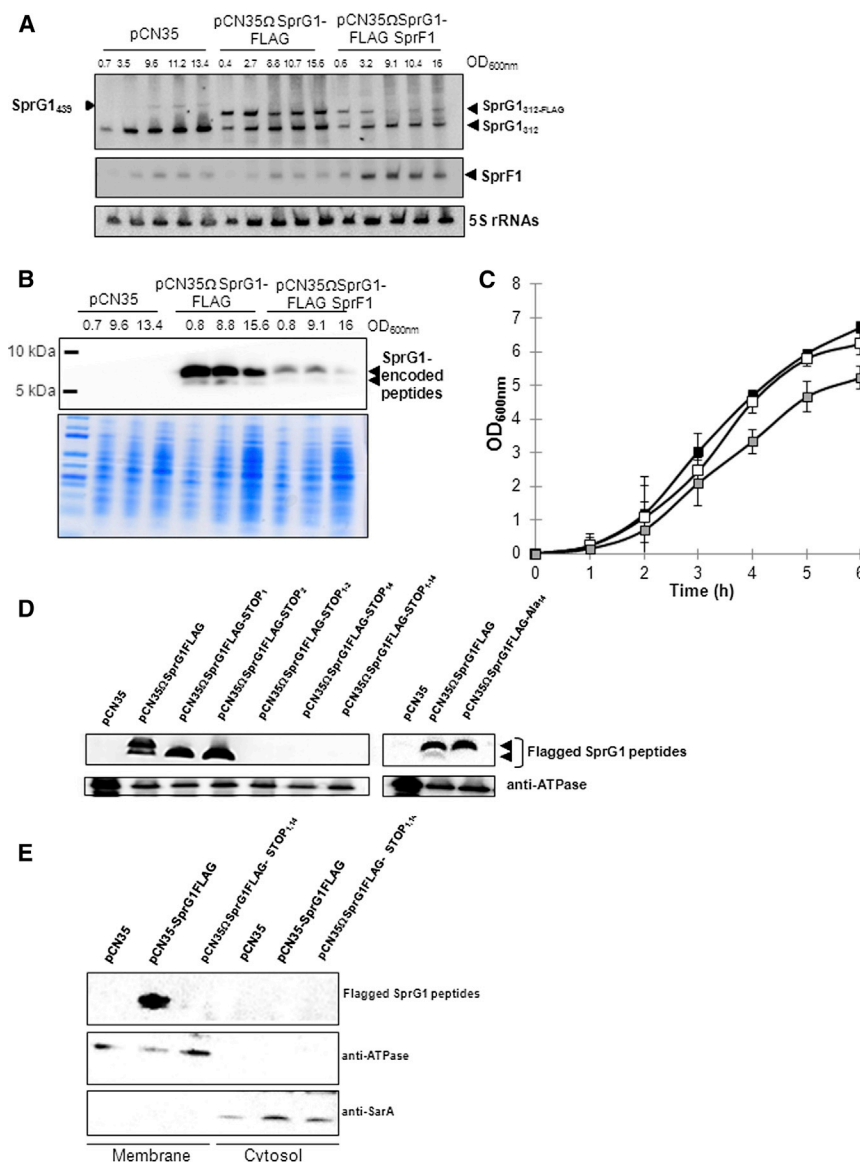 A
pCN35
pCN35Ω SprG1-
FLAG
pCN35ΩSprG1-
FLAG SprF1
0.7 3.5 9.6 11.2 13.4 0.4 2.7 8.8 10.7 15.6 0.6 3.2 9.1 10.4 16 OD600nm
SprG1439
SprG1312-FLAG
SprG1312
SprF1
5S rRNAs
B
pCN35
pCN35ΩSprG1-
FLAG
pCN35ΩSprG1-
FLAG SprF1
0.7 9.6 13.4 0.8 8.8 15.6 0.8 9.1 16 OD600nm
10 kDa
5 kDa
SprG1-
encoded
peptides
C
OD600nm
8
7
6
5
4
3
2
1
0
0 1 2 3 4 5 6
Time (h)
D
pCN35
pCN35ΩSprG1FLAG
pCN35ΩSprG1FLAG-STOP1
pCN35ΩSprG1FLAG-STOP2
pCN35ΩSprG1FLAG-STOP1-2
pCN35ΩSprG1FLAG-STOP14
pCN35ΩSprG1FLAG-STOP1-14
pCN35
pCN35ΩSprG1FLAG
pCN35ΩSprG1FLAG-Ala14
Flagged SprG1 peptides
anti-ATPase
E
pCN35
pCN35-SprG1FLAG
pCN35ΩSprG1FLAG- STOP1,14
pCN35
pCN35-SprG1FLAG
pCN35ΩSprG1FLAG- STOP1,14
Flagged SprG1 peptides
anti-ATPase
anti-SarA
Membrane Cytosol